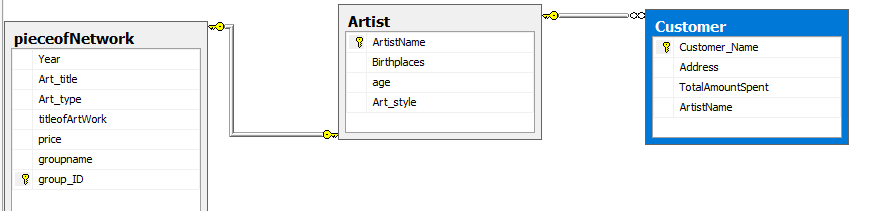 pieceofNetwork
Year
Art_title
Art_type
titleofArtWork
price
groupname
group_ID
Artist
ArtistName
Birthplaces
age
Art_style
Customer
Customer_Name
Address
TotalAmountSpent
ArtistName